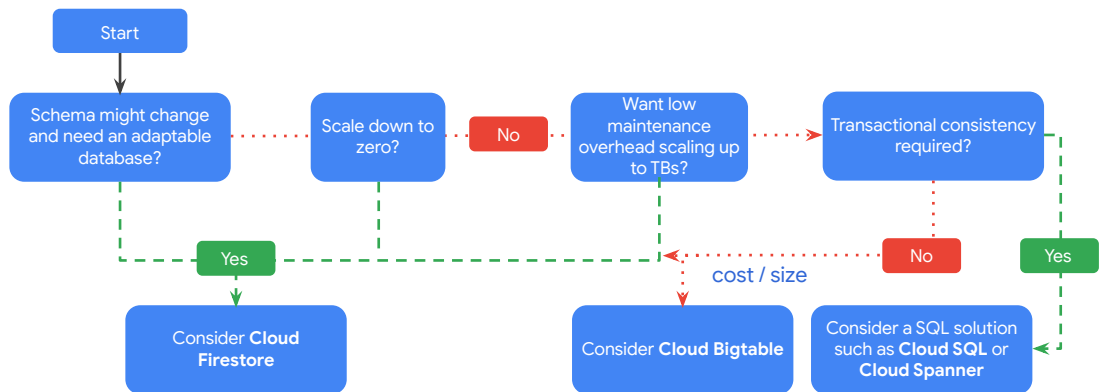 Start
Schema might change
and need an adaptable
database?
Scale down to
zero?
No
Want low
maintenance
overhead scaling up
to TBs?
Transactional consistency
required?
Yes
No
Yes
cost / size
Consider Cloud
Firestore
Consider Cloud Bigtable
Consider a SQL solution
such as Cloud SQL or
Cloud Spanner